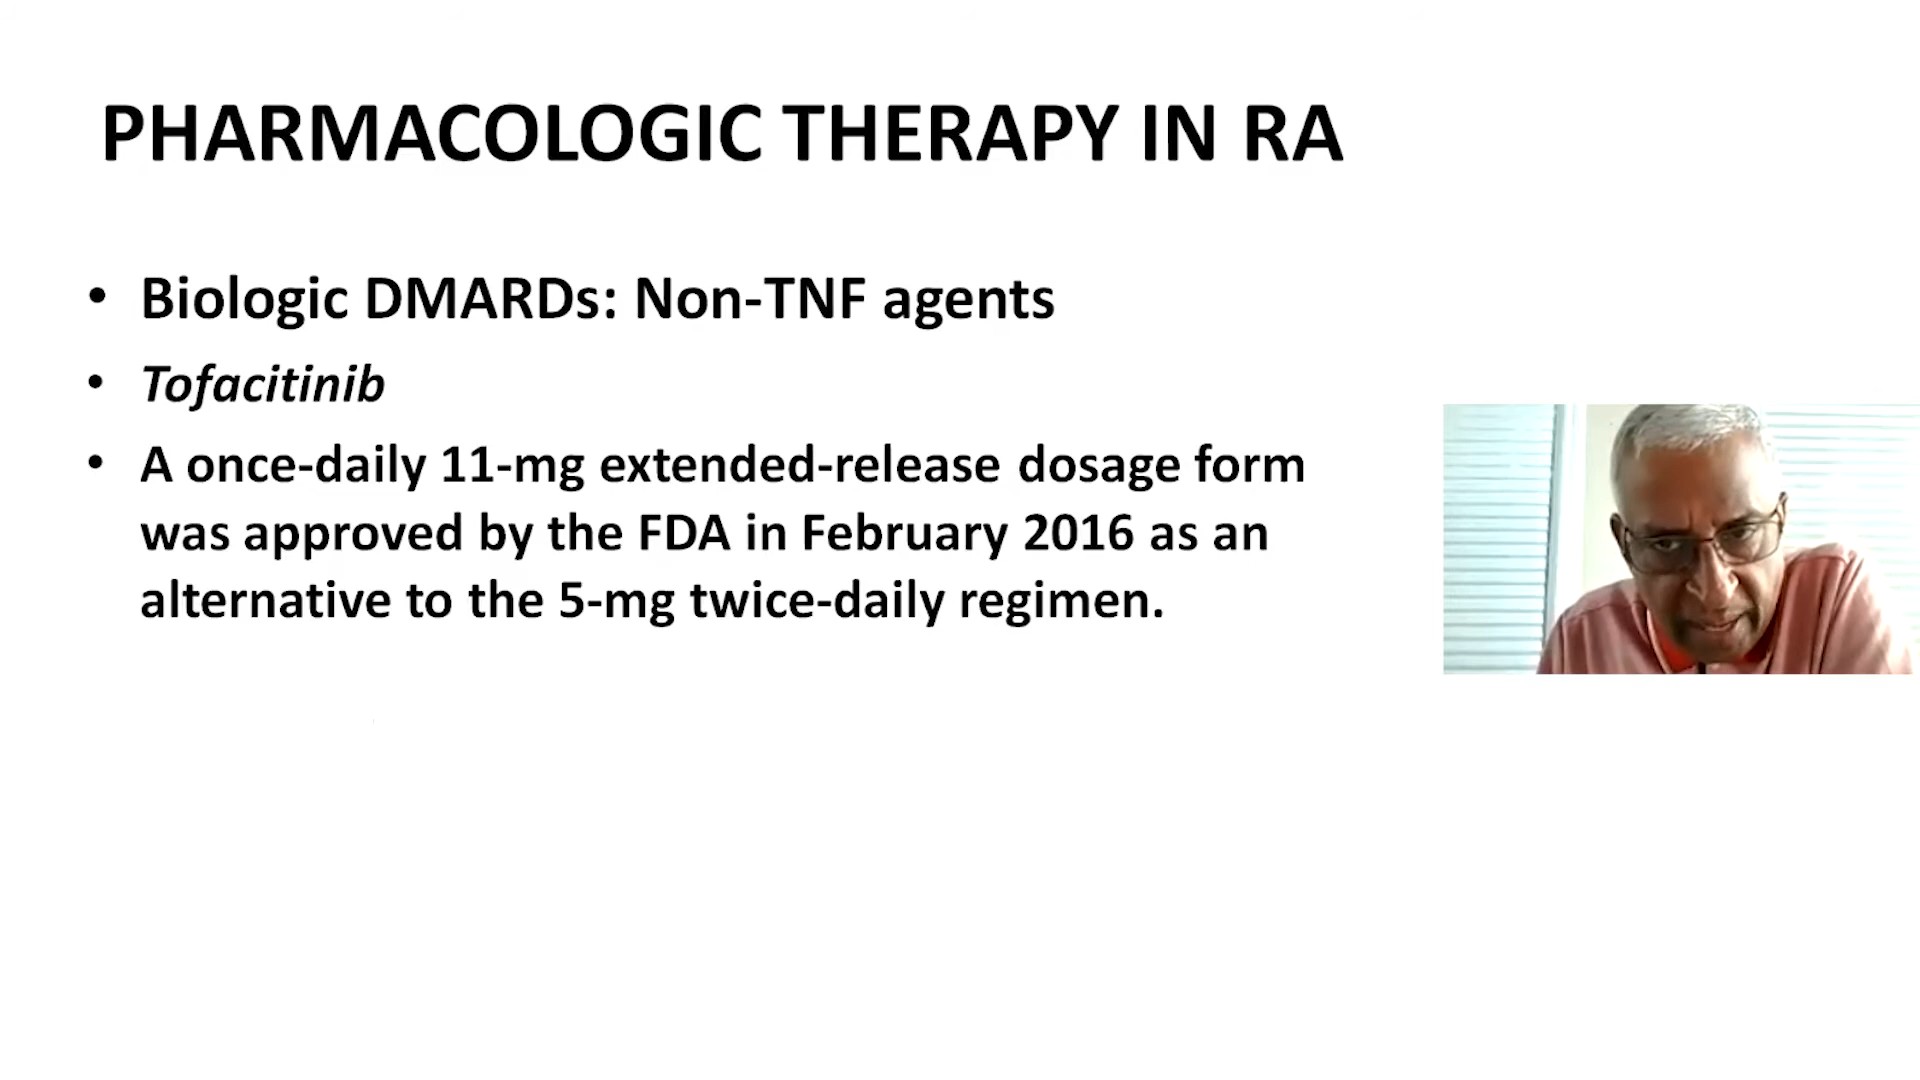 PHARMACOLOGIC THERAPY IN RA
• Biologic DMARDs: Non-TNF agents
• Tofacitinib
• A once-daily 11-mg extended-release dosage form
was approved by the FDA in February 2016 as an
alternative to the 5-mg twice-daily regimen.